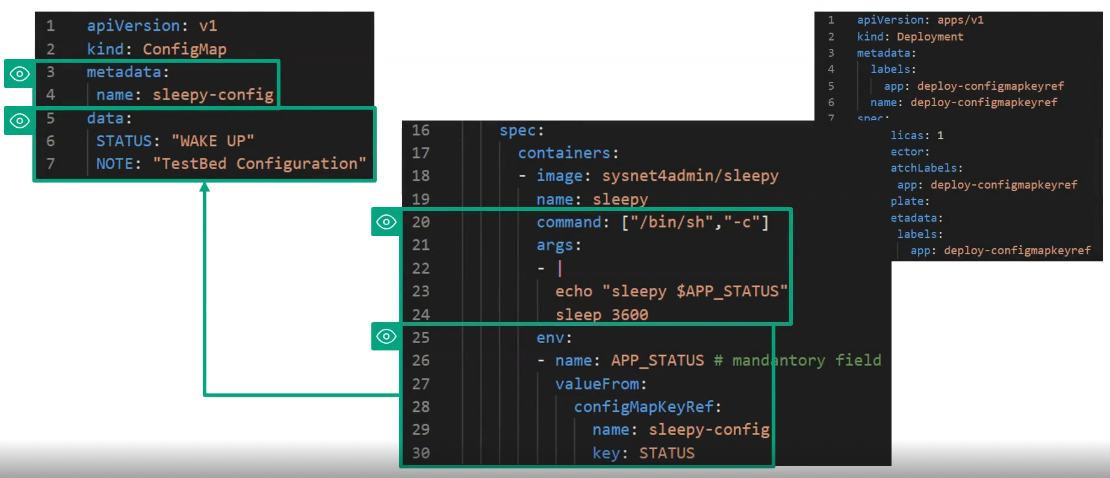 1 apiVersion: v1
2 kind: ConfigMap
3 metadata:
4 name: sleepy-config
5 data:
6 STATUS: "WAKE UP"
7 NOTE: "TestBed Configuration"
16 spec:
17 containers:
18 - image: sysnet4admin/sleepy
19 name: sleepy
20 command: ["/bin/sh","-c"]
21 args:
22 - |
23 echo "sleepy $APP_STATUS"
24 sleep 3600
25 env:
26 - name: APP_STATUS # mandantory field
27 valueFrom:
28 configMapKeyRef:
29 name: sleepy-config
30 key: STATUS
1 apiVersion: apps/v1
2 kind: Deployment
3 metadata:
4 labels:
5 app: deploy-configmapkeyref
6 name: deploy-configmapkeyref
7 spec:
licas: 1
ector:
atchLabels:
app: deploy-configmapkeyref
plate:
etadata:
labels:
app: deploy-configmapkeyref